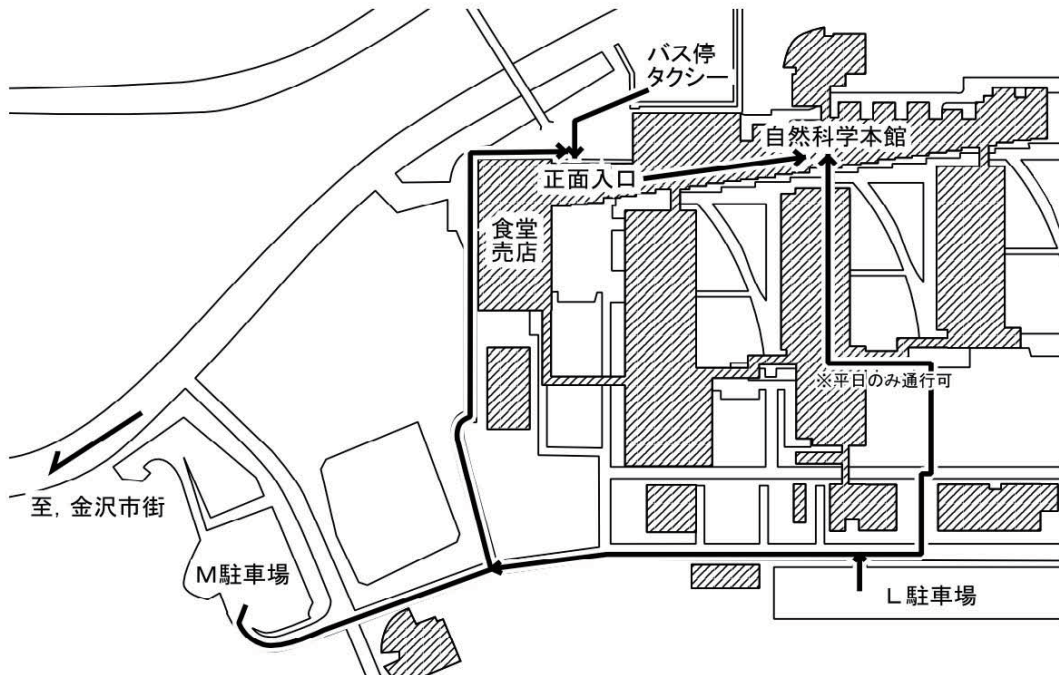 バス停
タクシー
自然科学本館
正面入口
食堂
売店
※平日のみ通行可
至, 金沢市街
M駐車場
L駐車場